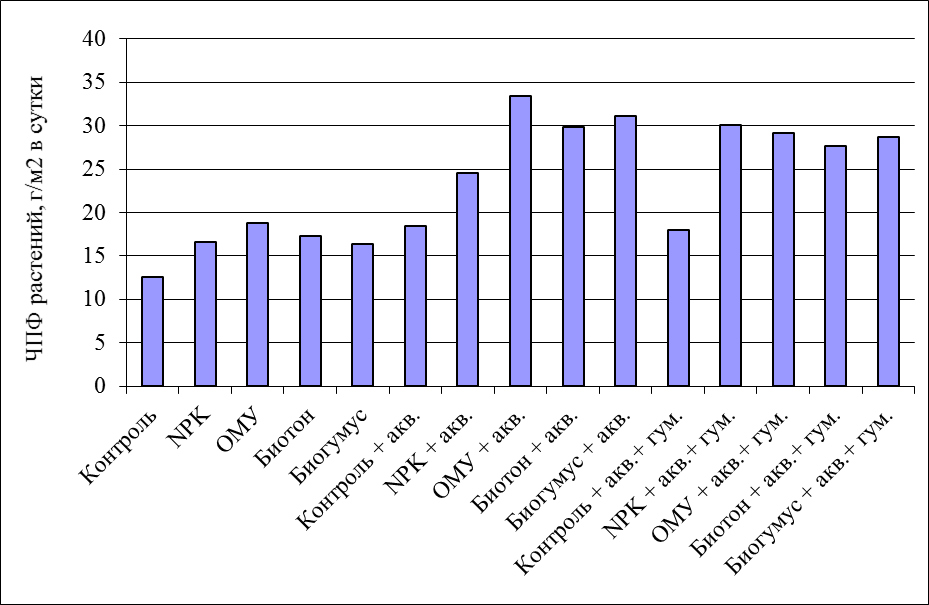 ЧПФ растений, г/м2 в сутки
40
35
30
25
20
15
10
5
0
Контроль
NPK
ОМУ
Биотон
Биогумус
Контроль + акв.
NPK + акв.
ОМУ + акв.
Биотон + акв.
Биогумус + акв.
Контроль + акв. + гум.
NPK + акв. + гум.
ОМУ + акв. + гум.
Биотон + акв. + гум.
Биогумус + акв. + гум.